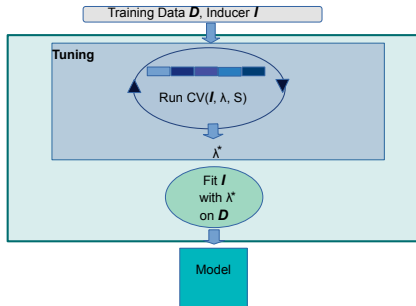 Training Data D, Inducer I
Tuning
Run CV(I, λ, S)
λ*
Fit I
with λ*
on D
Model